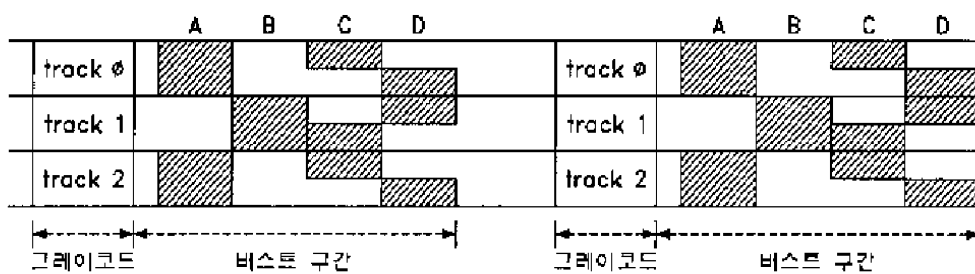 A B C D A B C D
track ø track ø
track 1 track 1
track 2 track 2
그레이코드 버스트 구간 그레이코드 버스트 구간